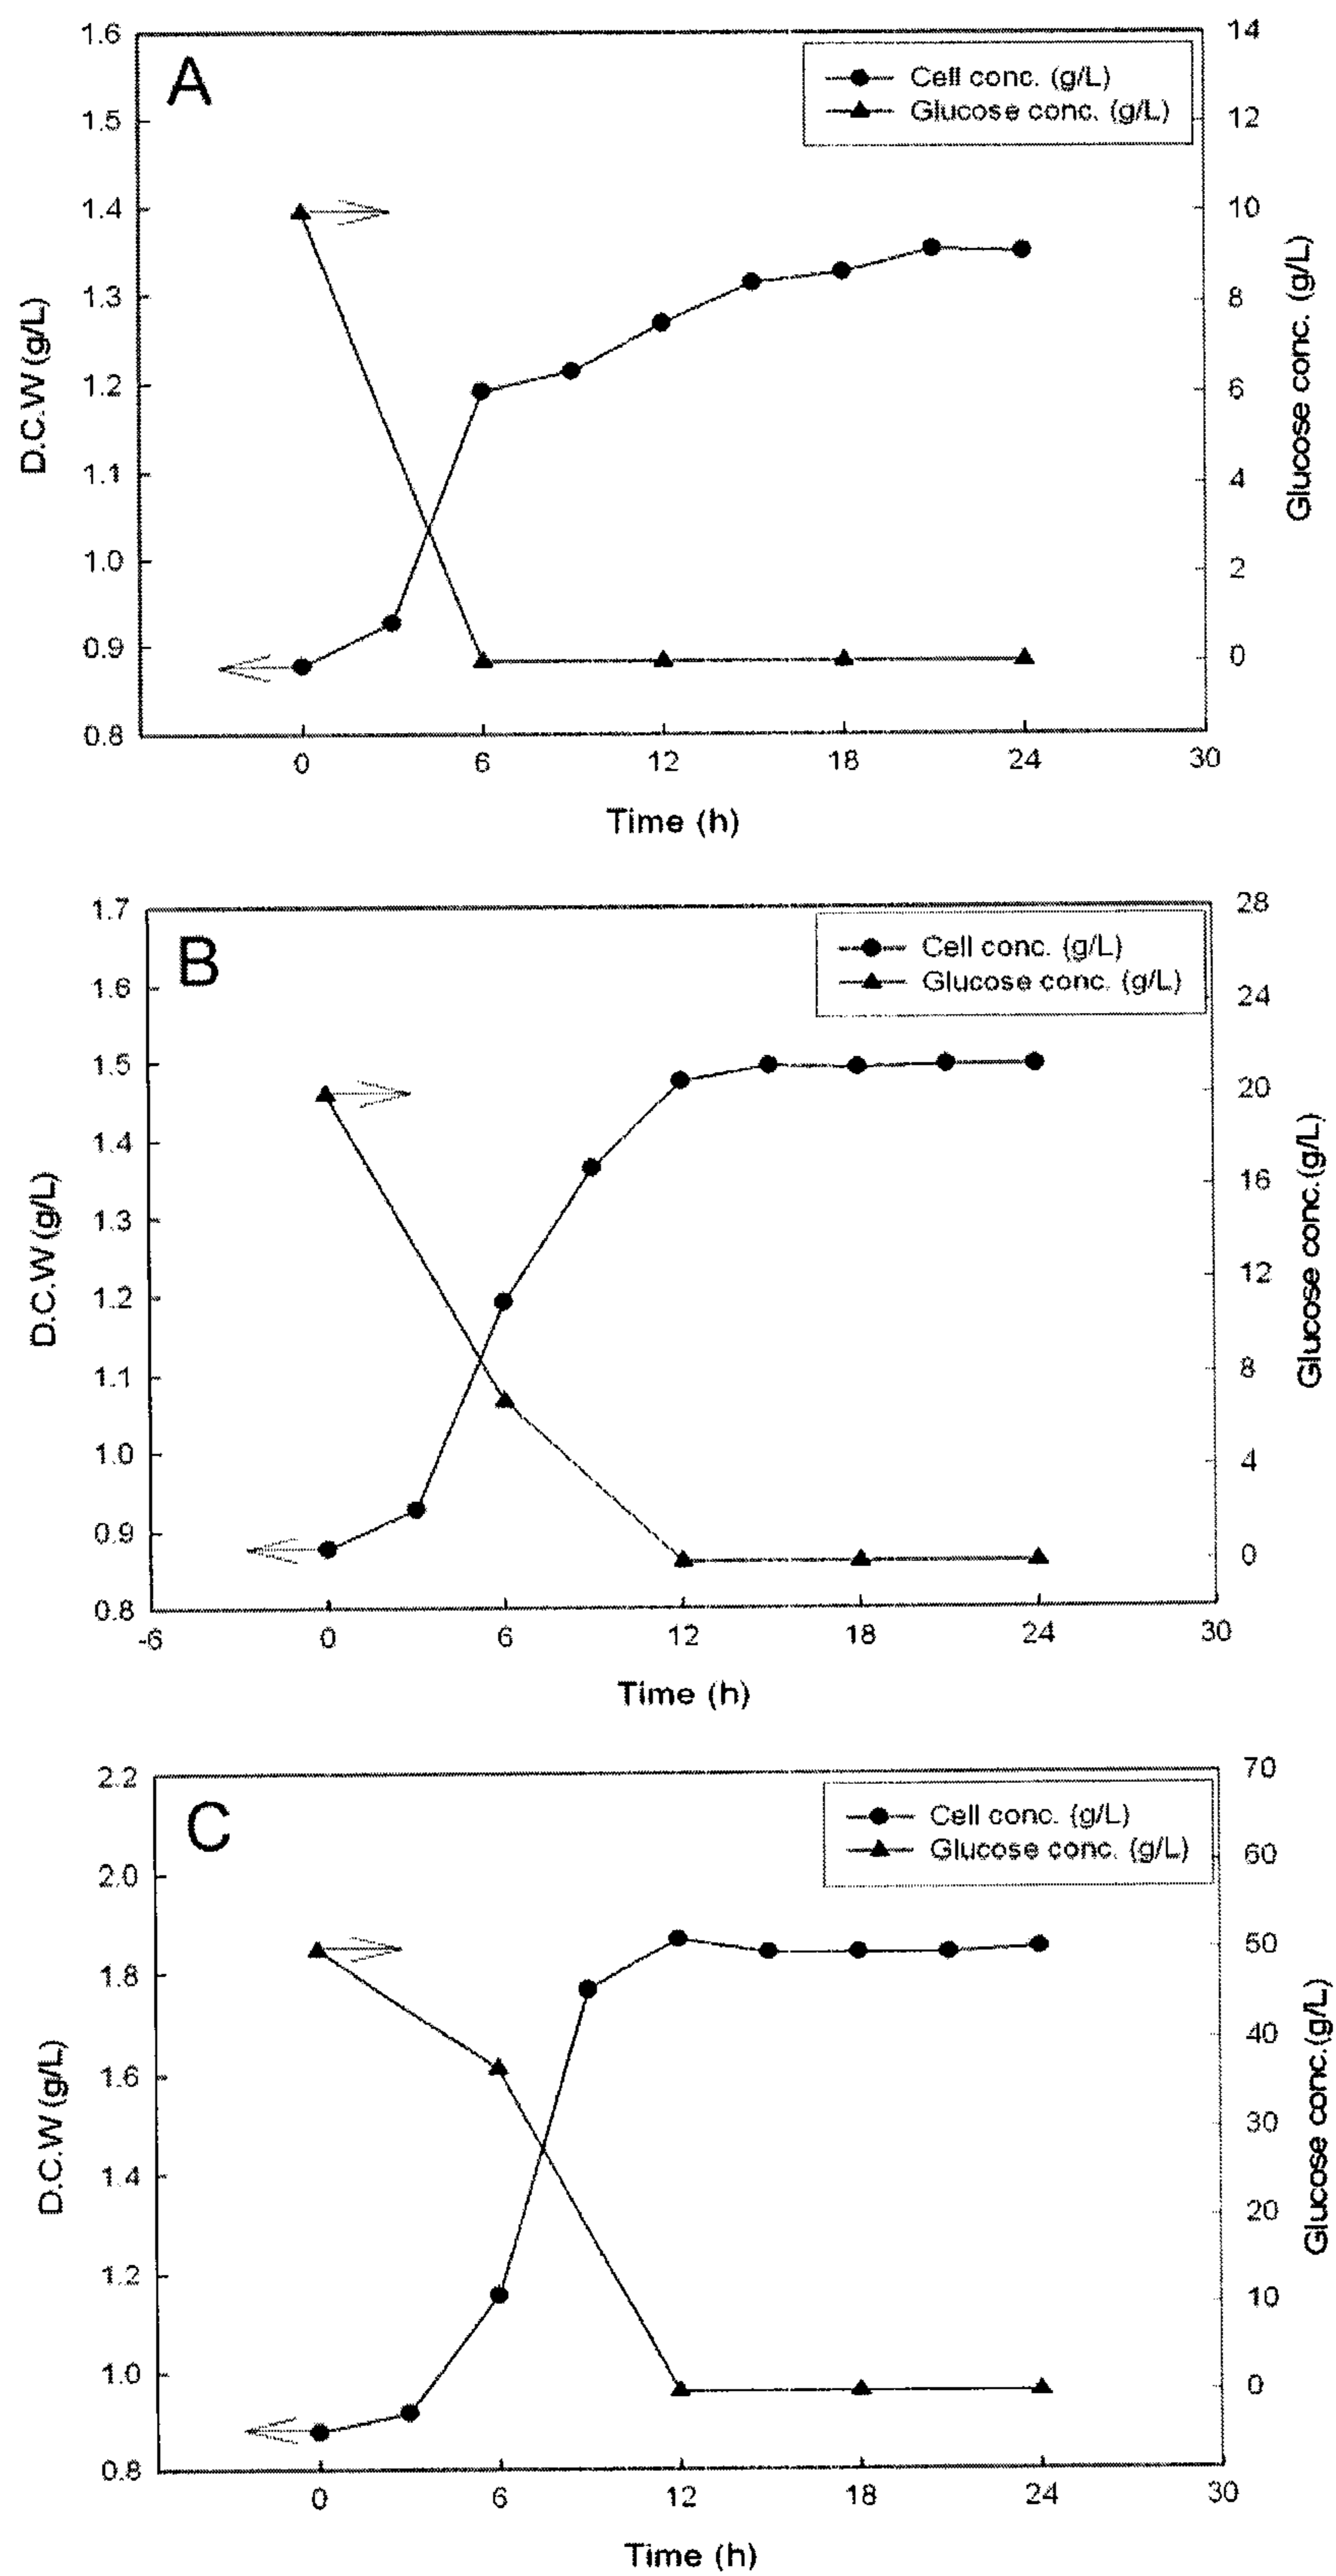 A
Cell conc. (g/L)
Glucose conc. (g/L)
1.6
1.5
1.4
1.3
1.2
1.1
1.0
0.9
0.8
D.C.W (g/L)
14
12
10
8
6
4
2
0
Glucose conc. (g/L)
0 6 12 18 24 30
Time (h)
B
Cell conc. (g/L)
Glucose conc. (g/L)
1.7
1.6
1.5
1.4
1.3
1.2
1.1
1.0
0.9
0.8
D.C.W (g/L)
28
24
20
16
12
8
4
0
Glucose conc.(g/L)
-6 0 6 12 18 24 30
Time (h)
C
Cell conc. (g/L)
Glucose conc. (g/L)
2.2
2.0
1.8
1.6
1.4
1.2
1.0
0.8
D.C.W (g/L)
70
60
50
40
30
20
10
0
Glucose conc.(g/L)
0 6 12 18 24 30
Time (h)